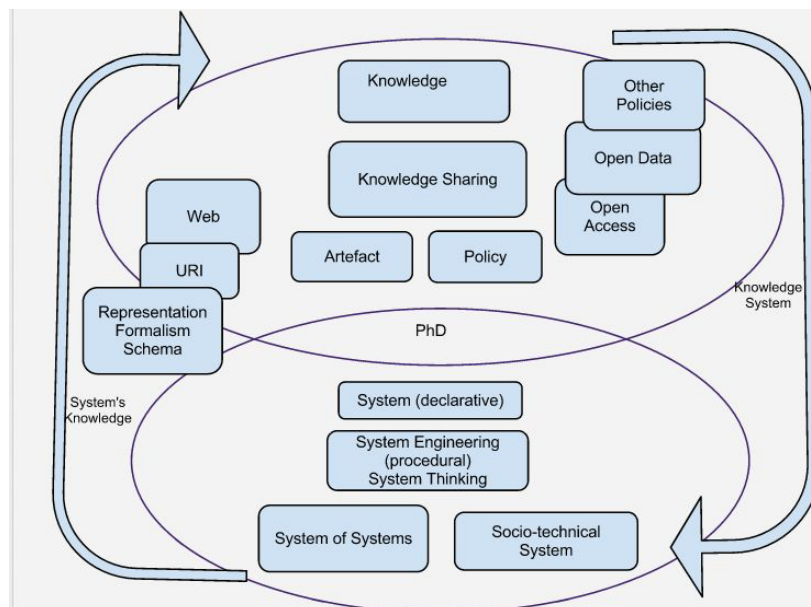 Knowledge
Other
Policies
Open Data
Knowledge Sharing
Open
Access
Web
Artefact
Policy
URI
Knowledge
System
Representation
Formalism
Schema
PhD
System's
Knowledge
System (declarative)
System Engineering
(procedural)
System Thinking
System of Systems
Socio-technical
System